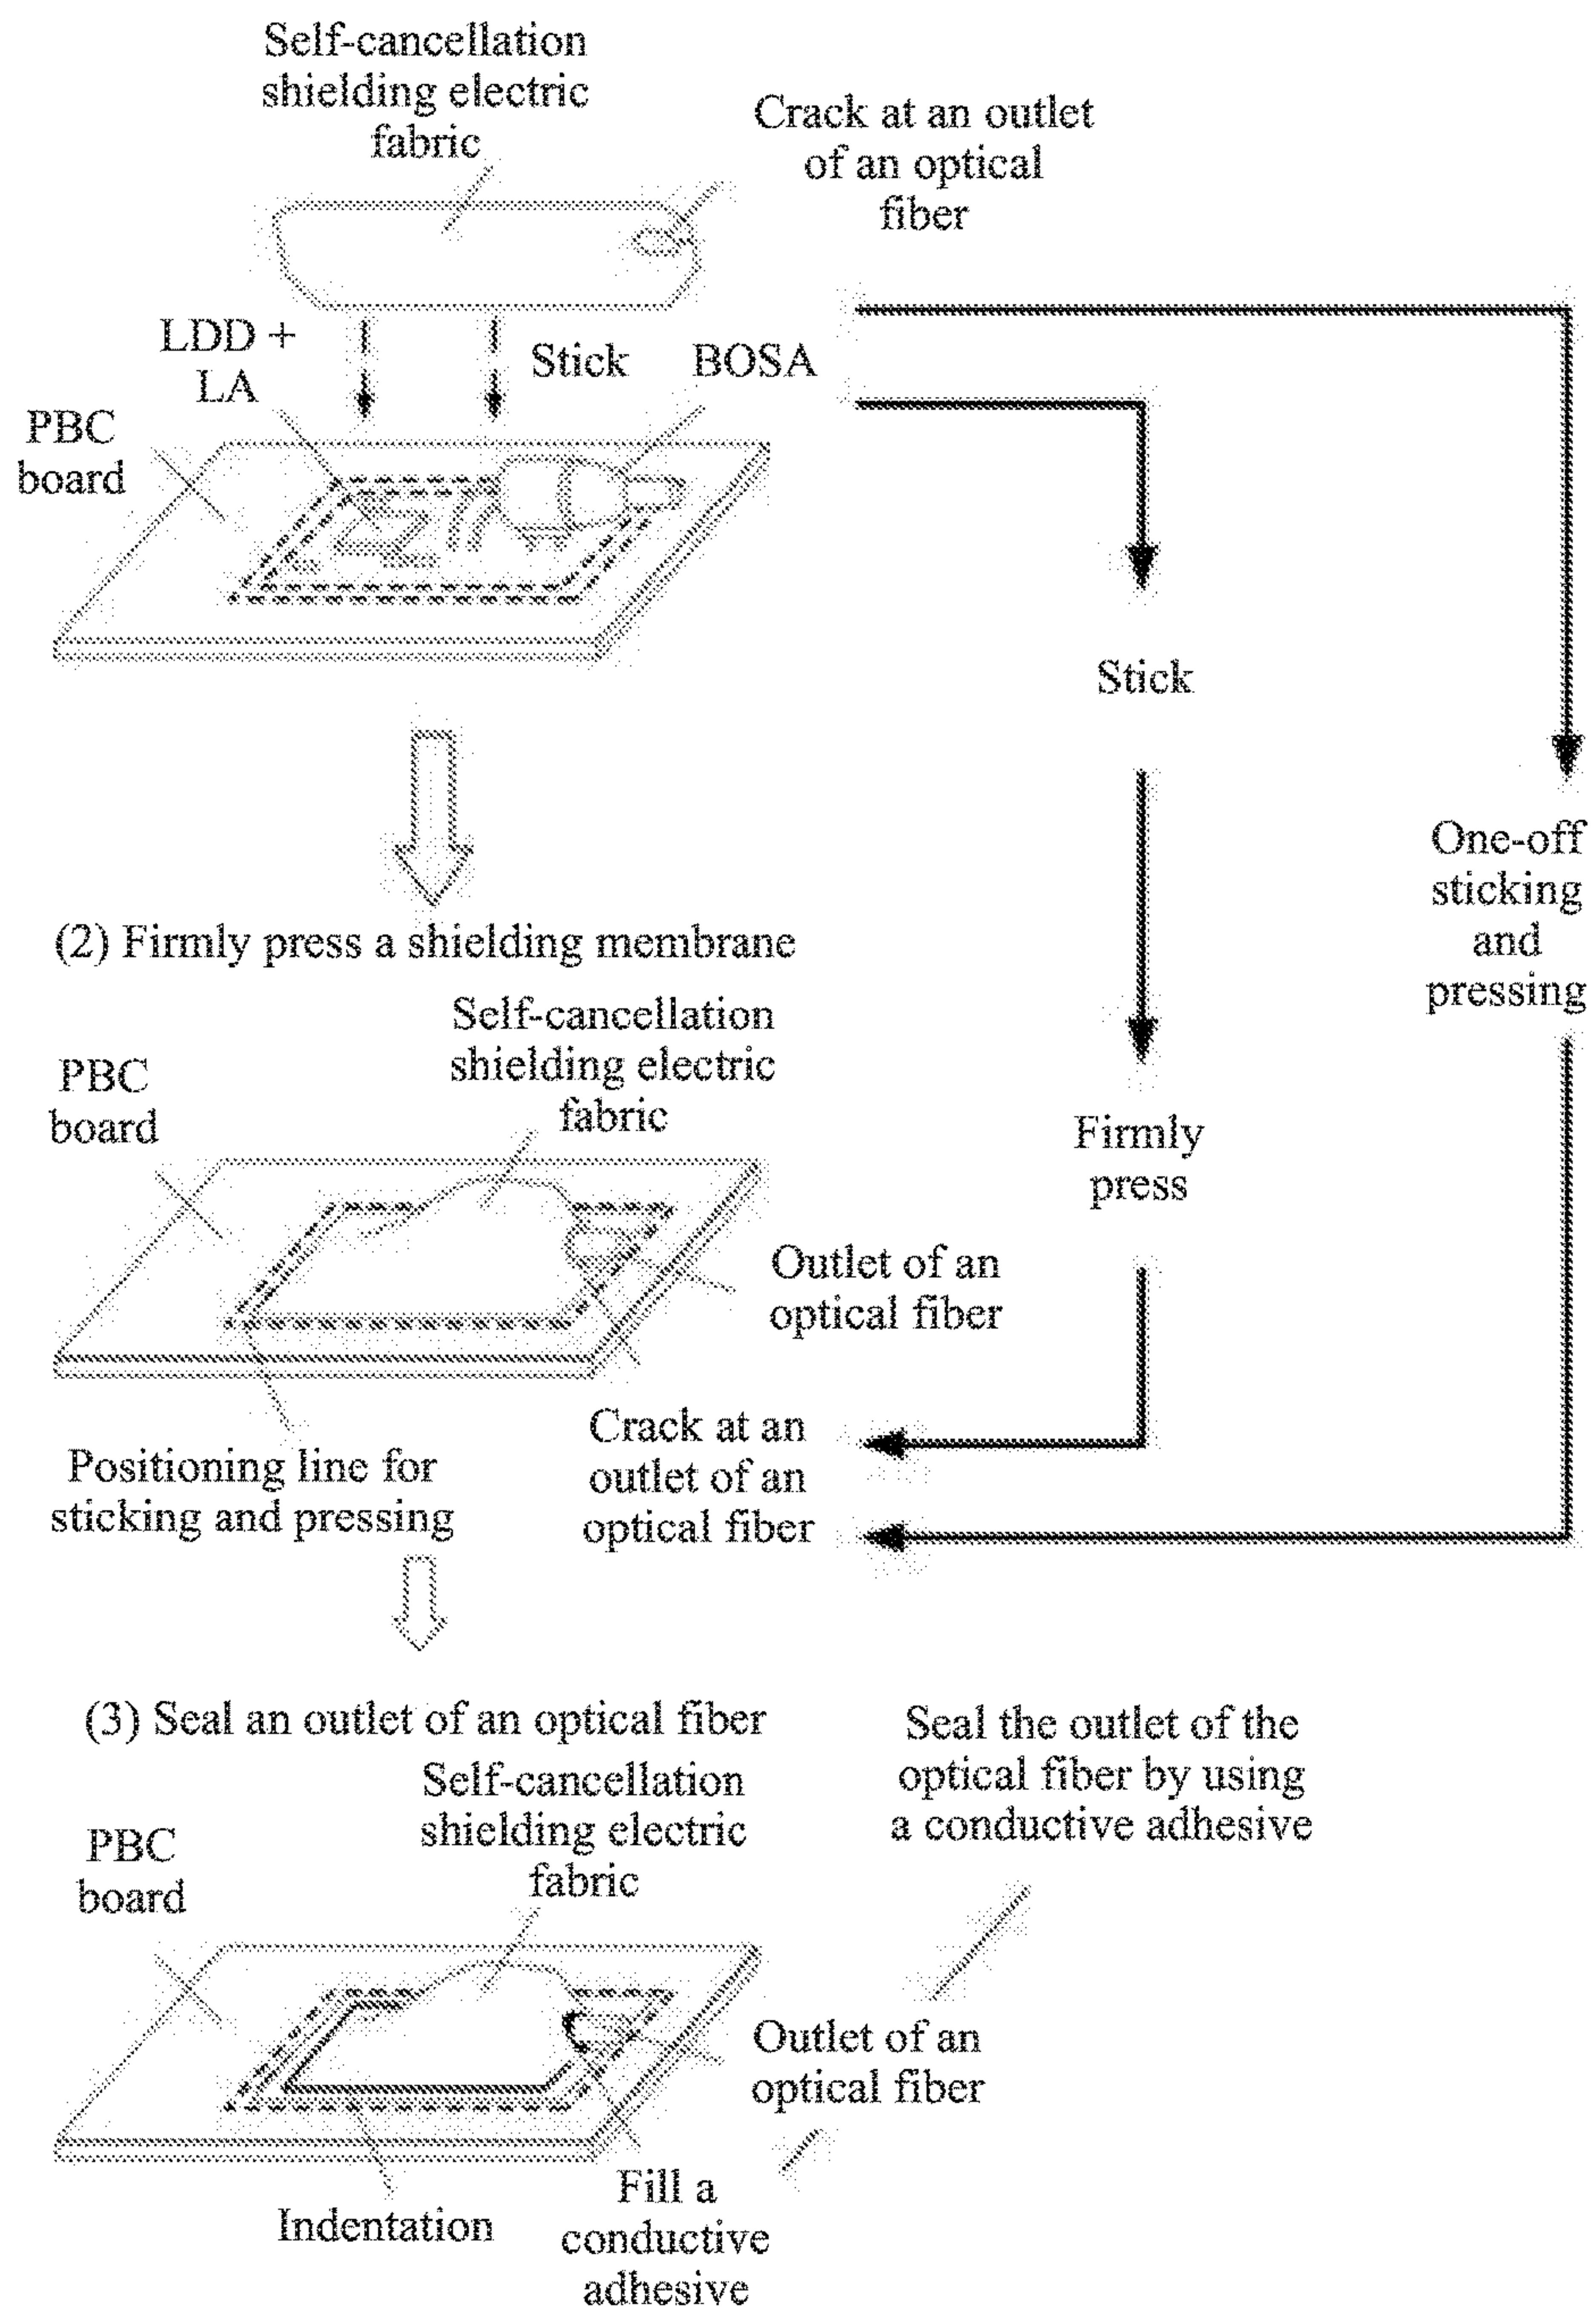 Self-cancellation
shielding electric
fabric
Crack at an outlet
of an optical
fiber
LDD +
LA
Stick
BOSA
PBC
board
Stick
One-off
sticking
and
pressing
(2) Firmly press a shielding membrane
Self-cancellation
shielding electric
fabric
PBC
board
Firmly
press
Outlet of an
optical fiber
Crack at an
outlet of an
optical fiber
Positioning line for
sticking and pressing
(3) Seal an outlet of an optical fiber
Seal the outlet of the
optical fiber by using
a conductive adhesive
Self-cancellation
shielding electric
fabric
PBC
board
Outlet of an
optical fiber
Indentation
Fill a
conductive
adhesive